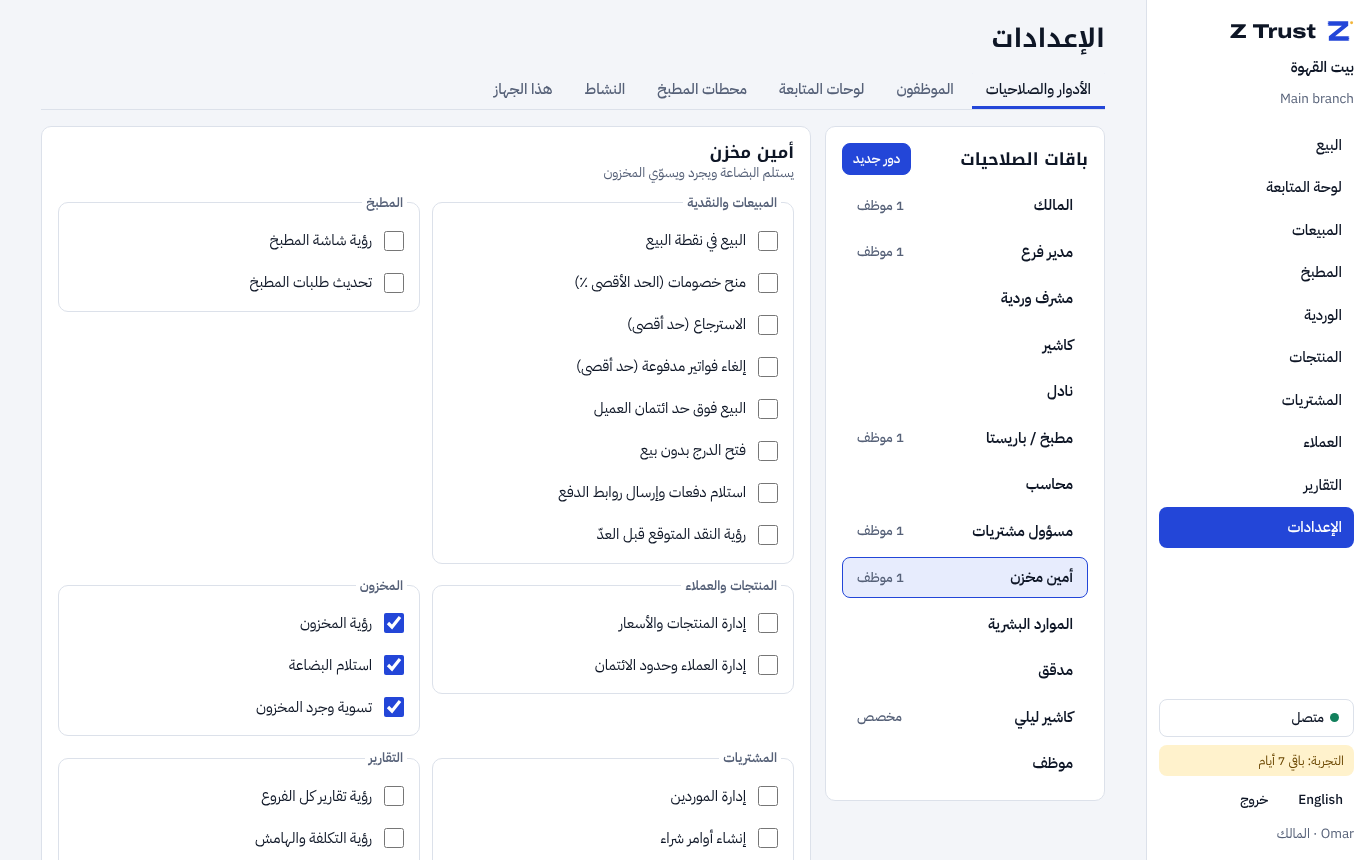 Z Trust
بيت القهوة
Main branch
البيع
لوحة المتابعة
المبيعات
المطبخ
الوردية
المنتجات
المشتريات
العملاء
التقارير
الإعدادات
متصل
التجربة: باقي 7 أيام
English
خروج
Omar · المالك
الإعدادات
الأدوار والصلاحيات
الموظفون
لوحات المتابعة
محطات المطبخ
النشاط
هذا الجهاز
باقات الصلاحيات
دور جديد
المالك
1 موظف
مدير فرع
1 موظف
مشرف وردية
كاشير
نادل
مطبخ / باريستا
1 موظف
محاسب
مسؤول مشتريات
1 موظف
أمين مخزن
1 موظف
الموارد البشرية
مدقق
كاشير ليلي
مخصص
موظف
أمين مخزن
يستلم البضاعة ويجرد ويسوّي المخزون
المبيعات والنقدية
البيع في نقطة البيع
منح خصومات (الحد الأقصى ٪)
الاسترجاع (حد أقصى)
إلغاء فواتير مدفوعة (حد أقصى)
البيع فوق حد ائتمان العميل
فتح الدرج بدون بيع
استلام دفعات وإرسال روابط الدفع
رؤية النقد المتوقع قبل العدّ
المطبخ
رؤية شاشة المطبخ
تحديث طلبات المطبخ
المنتجات والعملاء
إدارة المنتجات والأسعار
إدارة العملاء وحدود الائتمان
المخزون
رؤية المخزون
استلام البضاعة
تسوية وجرد المخزون
المشتريات
إدارة الموردين
إنشاء أوامر شراء
التقارير
رؤية تقارير كل الفروع
رؤية التكلفة والهامش